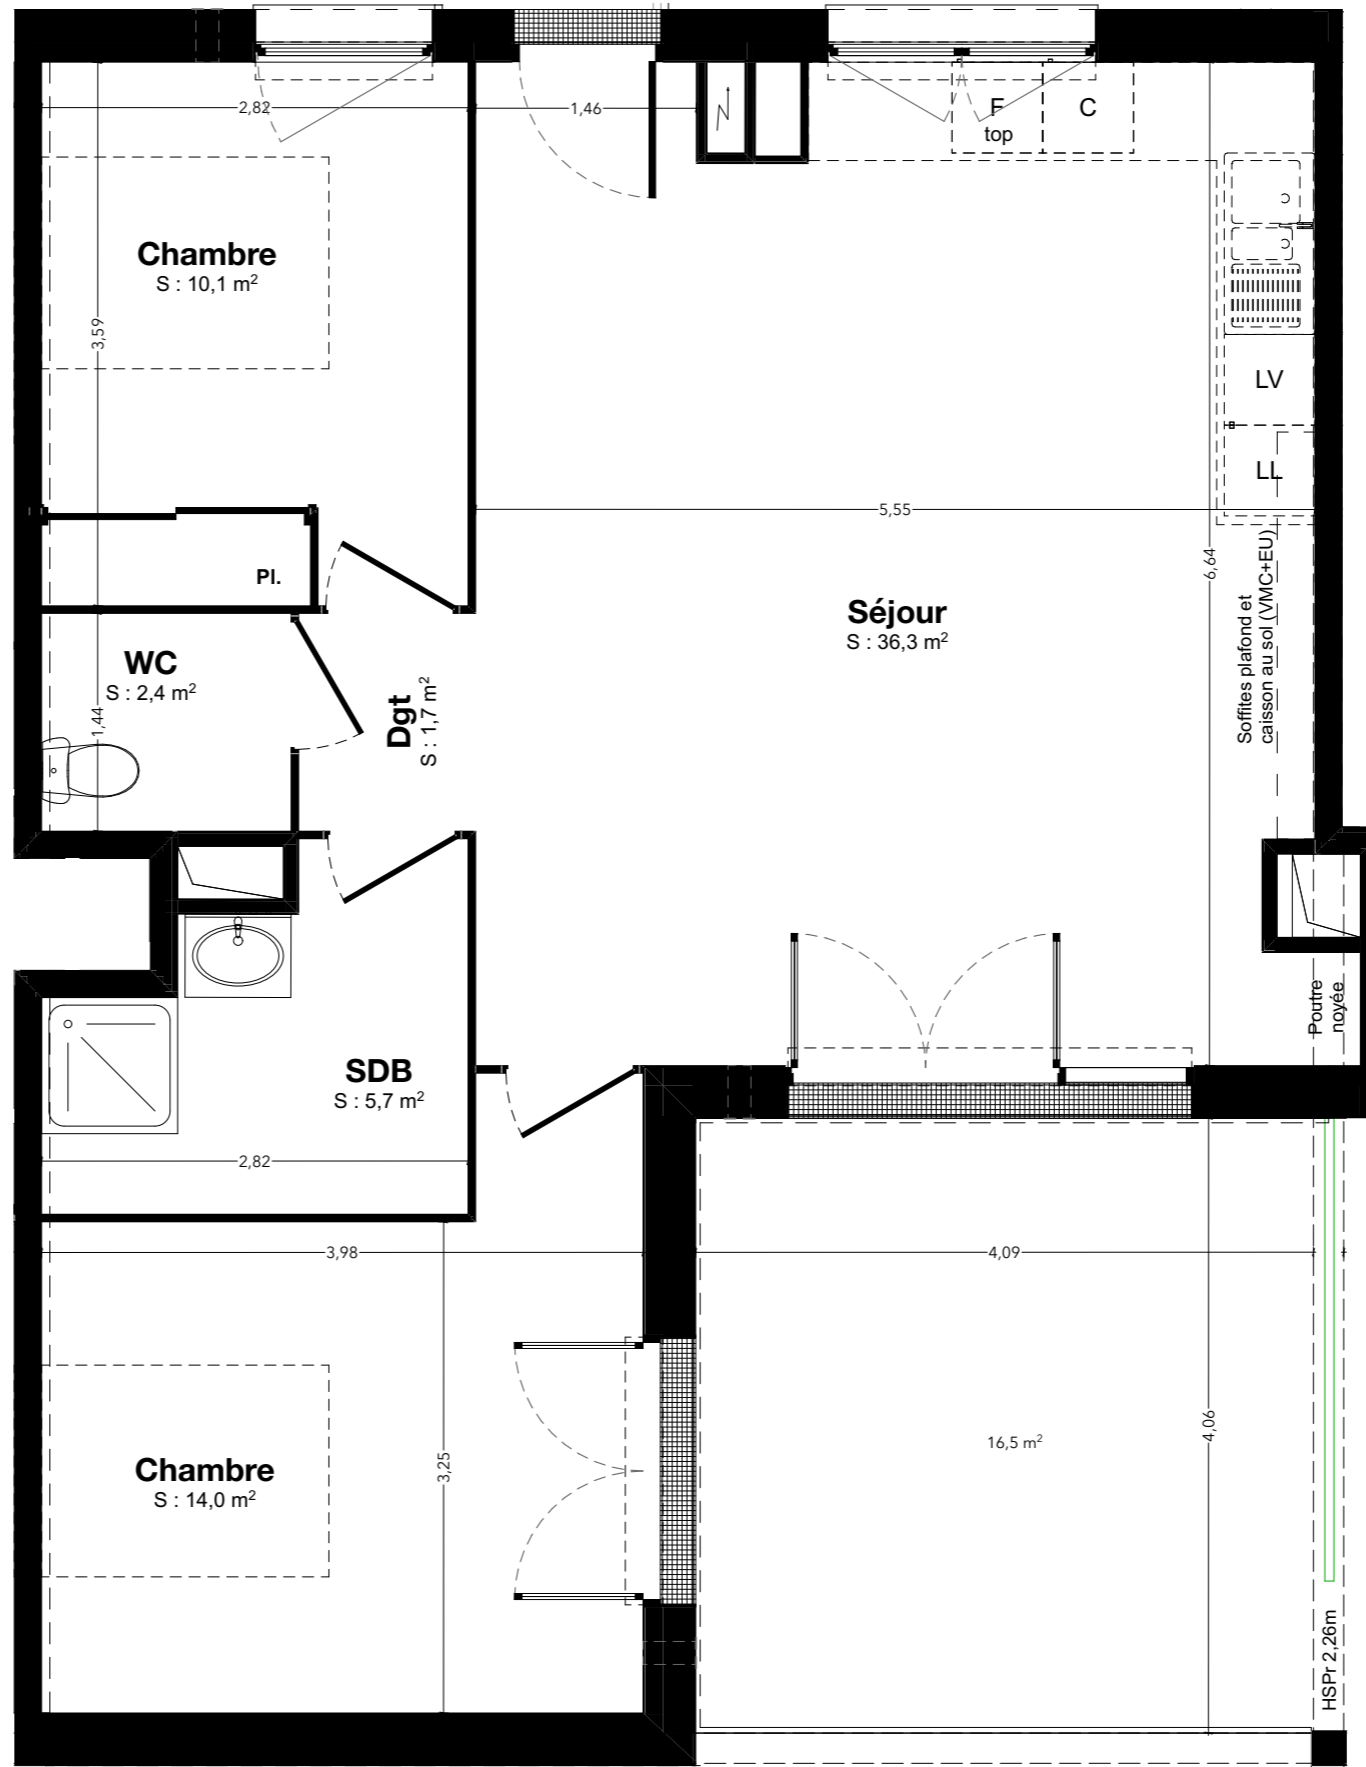 2,82
1,46
F
top
C
Chambre
S : 10,1 m²
3,59
LV
LL
5,55
6,64
Pl.
Séjour
S : 36,3 m²
Soffites plafond et
caisson au sol (VMC+EU)
WC
S : 2,4 m²
1,44
Dgt
S : 1,7 m²
Poutre
noyée
SDB
S : 5,7 m²
2,82
3,98
4,09
3,25
4,06
16,5 m²
Chambre
S : 14,0 m²
HSPr 2,26m